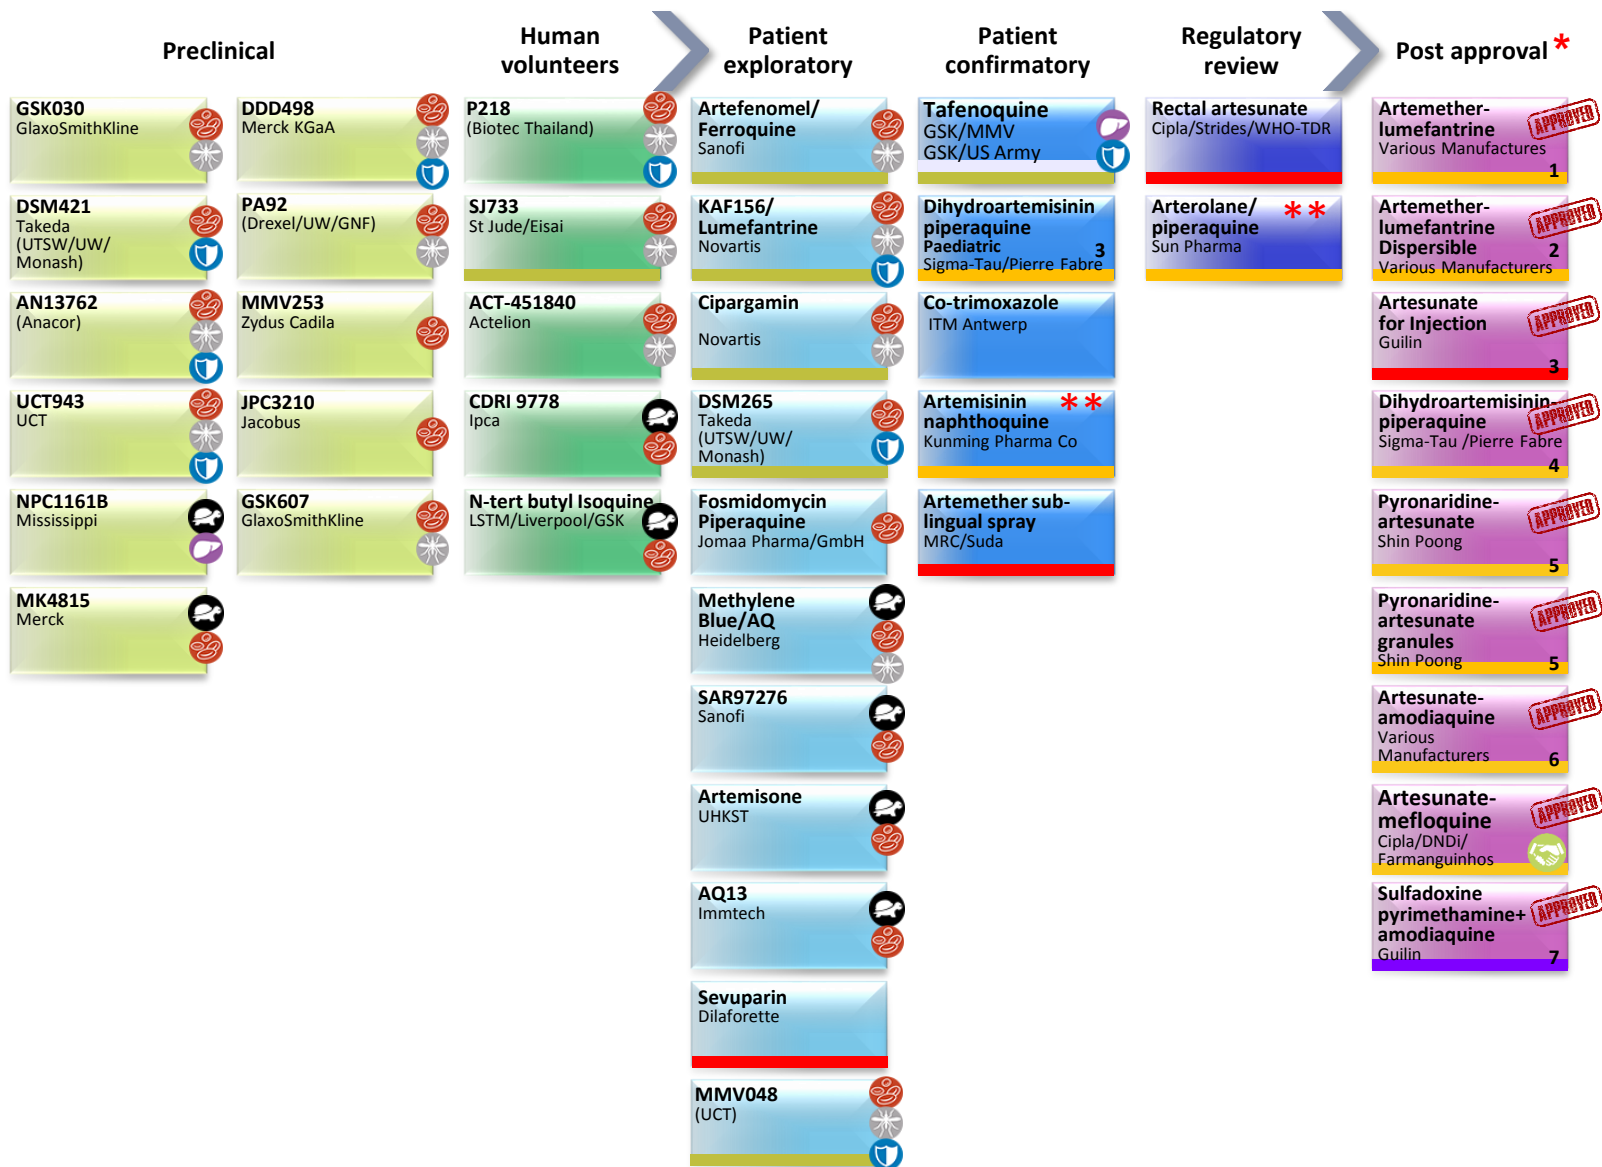 Preclinical
Human
volunteers
Patient
exploratory
Patient
confirmatory
Regulatory
review
Post approval *
GSK030
GlaxoSmithKline
DSM421
Takeda
(UTSW/UW/
Monash)
AN13762
(Anacor)
UCT943
UCT
NPC1161B
Mississippi
MK4815
Merck
DDD498
Merck KGaA
PA92
(Drexel/UW/GNF)
MMV253
Zydus Cadila
JPC3210
Jacobus
GSK607
GlaxoSmithKline
P218
(Biotec Thailand)
SJ733
St Jude/Eisai
ACT-451840
Actelion
CDRI 9778
Ipca
N-tert butyl Isoquine
LSTM/Liverpool/GSK
Artefenomel/
Ferroquine
Sanofi
KAF156/
Lumefantrine
Novartis
Cipargamin
Novartis
DSM265
Takeda
(UTSW/UW/
Monash)
Fosmidomycin
Piperaquine
Jomaa Pharma/GmbH
Methylene
Blue/AQ
Heidelberg
SAR97276
Sanofi
Artemisone
UHKST
AQ13
Immtech
Sevuparin
Dilaforette
MMV048
(UCT)
Tafenoquine
GSK/MMV
GSK/US Army
Dihydroartemisinin
piperaquine
Paediatric 3
Sigma-Tau/Pierre Fabre
Co-trimoxazole
ITM Antwerp
Artemisinin **
naphthoquine
Kunming Pharma Co
Artemether sub-
lingual spray
MRC/Suda
Rectal artesunate
Cipla/Strides/WHO-TDR
Arterolane/ **
piperaquine
Sun Pharma
Artemether-
lumefantrine
Various Manufactures
1
APPROVED
Artemether-
lumefantrine
Dispersible 2
Various Manufacturers
APPROVED
Artesunate
for Injection
Guilin
3
APPROVED
Dihydroartemisinin-
piperaquine
Sigma-Tau /Pierre Fabre
4
APPROVED
Pyronaridine-
artesunate
Shin Poong
5
APPROVED
Pyronaridine-
artesunate
granules
Shin Poong 5
APPROVED
Artesunate-
amodiaquine
Various
Manufacturers 6
APPROVED
Artesunate-
mefloquine
Cipla/DNDi/
Farmanguinhos
APPROVED
Sulfadoxine
pyrimethamine+
amodiaquine
Guilin 7
APPROVED